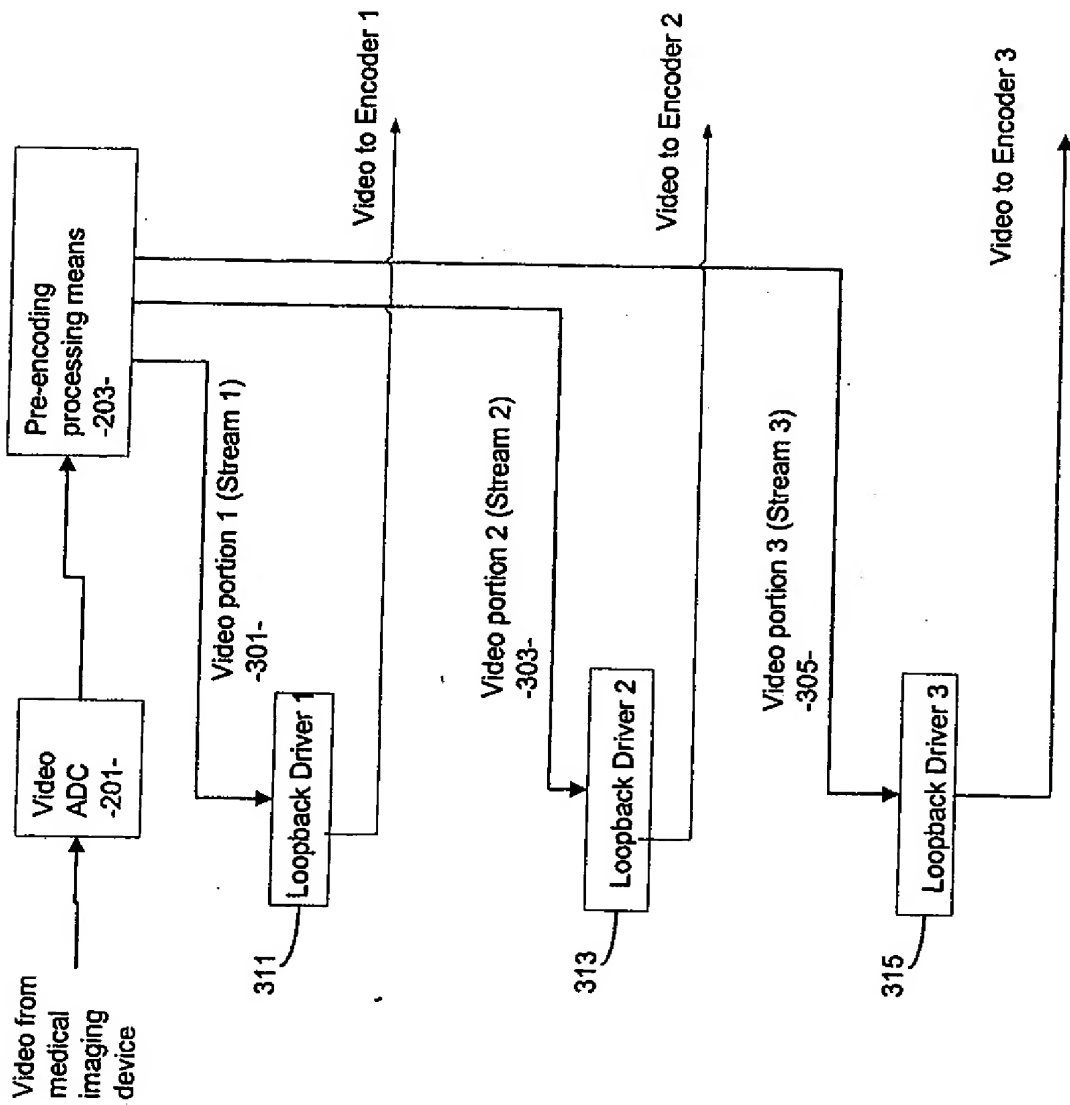 Video from
medical
imaging
device
Video
ADC
-201-
Pre-encoding
processing means
-203-
Video portion 1 (Stream 1)
-301-
Loopback Driver 1
311
Video to Encoder 1
Video portion 2 (Stream 2)
-303-
Loopback Driver 2
313
Video to Encoder 2
Video portion 3 (Stream 3)
-305-
Loopback Driver 3
315
Video to Encoder 3